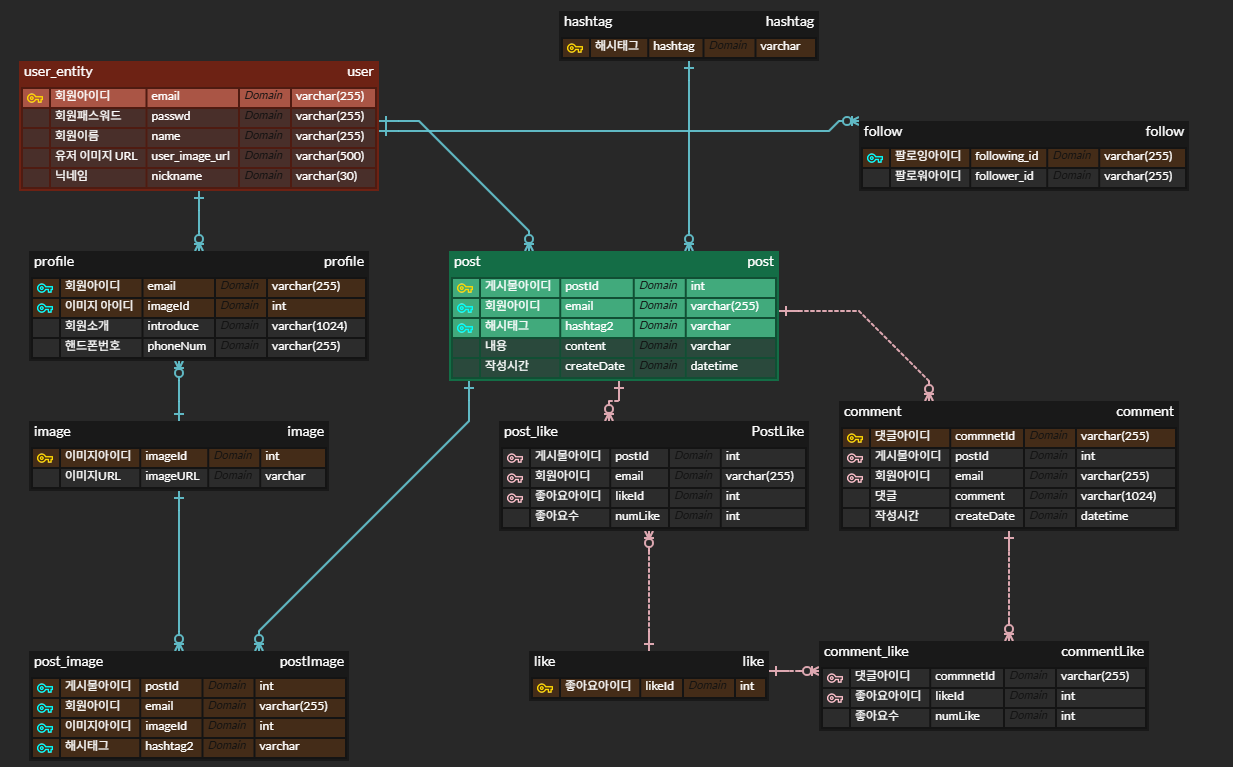 hashtag hashtag
해시태그 hashtag Domain varchar
user_entity user
회원아이디 email Domain varchar(255)
회원패스워드 passwd Domain varchar(255)
회원이름 name Domain varchar(255)
유저 이미지 URL user_image_url Domain varchar(500)
닉네임 nickname Domain varchar(30)
follow follow
팔로잉아이디 following_id Domain varchar(255)
팔로워아이디 follower_id Domain varchar(255)
profile profile
회원아이디 email Domain varchar(255)
이미지 아이디 imageId Domain int
회원소개 introduce Domain varchar(1024)
핸드폰번호 phoneNum Domain varchar(255)
post post
게시물아이디 postId Domain int
회원아이디 email Domain varchar(255)
해시태그 hashtag2 Domain varchar
내용 content Domain varchar
작성시간 createDate Domain datetime
image image
이미지아이디 imageId Domain int
이미지URL imageURL Domain varchar
post_like PostLike
게시물아이디 postId Domain int
회원아이디 email Domain varchar(255)
좋아요아이디 likeId Domain int
좋아요수 numLike Domain int
comment comment
댓글아이디 commnetId Domain varchar(255)
게시물아이디 postId Domain int
회원아이디 email Domain varchar(255)
댓글 comment Domain varchar(1024)
작성시간 createDate Domain datetime
post_image postImage
게시물아이디 postId Domain int
회원아이디 email Domain varchar(255)
이미지아이디 imageId Domain int
해시태그 hashtag2 Domain varchar
like like
좋아요아이디 likeId Domain int
comment_like commentLike
댓글아이디 commnetId Domain varchar(255)
좋아요아이디 likeId Domain int
좋아요수 numLike Domain int